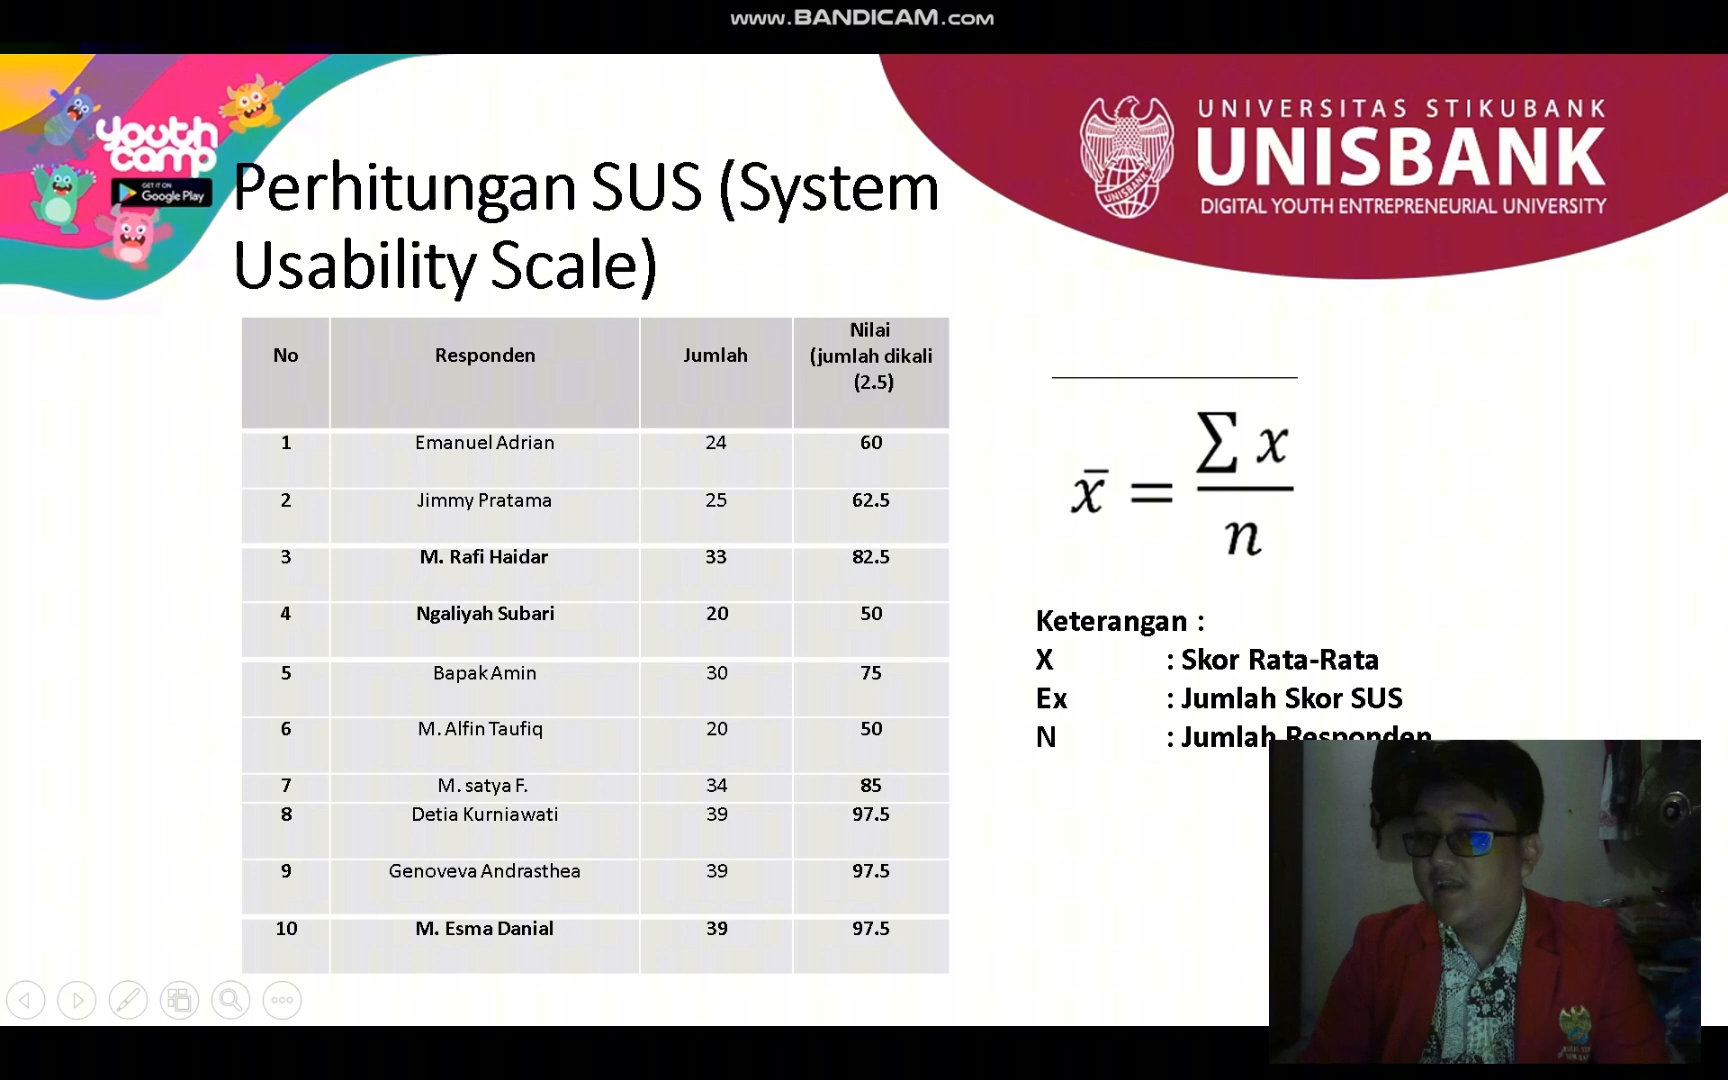 www.BANDICAM.com
youth
camp
GET IT ON
Google Play
UNIVERSITAS STIKUBANK
UNISBANK
DIGITAL YOUTH ENTREPRENEURIAL UNIVERSITY
UNISBANK
Perhitungan SUS (System
Usability Scale)
No Responden Jumlah Nilai (jumlah dikali (2.5)
1 Emanuel Adrian 24 60
2 Jimmy Pratama 25 62.5
3 M. Rafi Haidar 33 82.5
4 Ngaliyah Subari 20 50
5 Bapak Amin 30 75
6 M. Alfin Taufiq 20 50
7 M. satya F. 34 85
8 Detia Kurniawati 39 97.5
9 Genoveva Andrasthea 39 97.5
10 M. Esma Danial 39 97.5
x̄ = ∑ x / n
Keterangan :
X : Skor Rata-Rata
Ex : Jumlah Skor SUS
N : Jumlah Responden